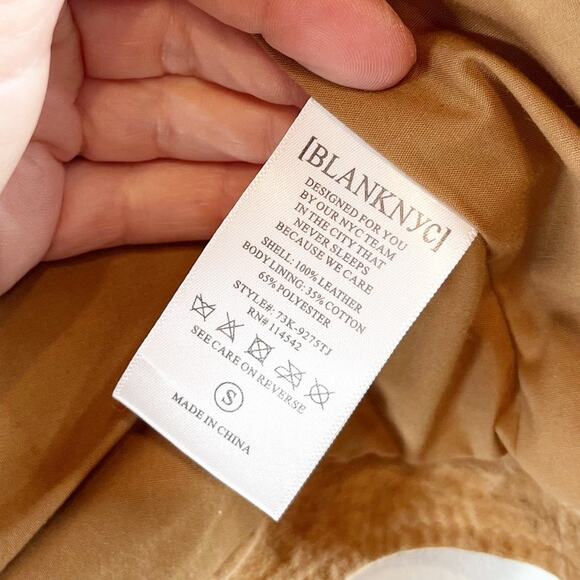 [BLANKNYC]
DESIGNED FOR YOU
BY OUR NYC TEAM
IN THE CITY THAT
NEVER SLEEPS
BECAUSE WE CARE
SHELL: 100% LEATHER
BODY LINING: 35% COTTON
65% POLYESTER
STYLE#: 73K-9275TJ
RN# 114542
SEE CARE ON REVERSE
S
MADE IN CHINA